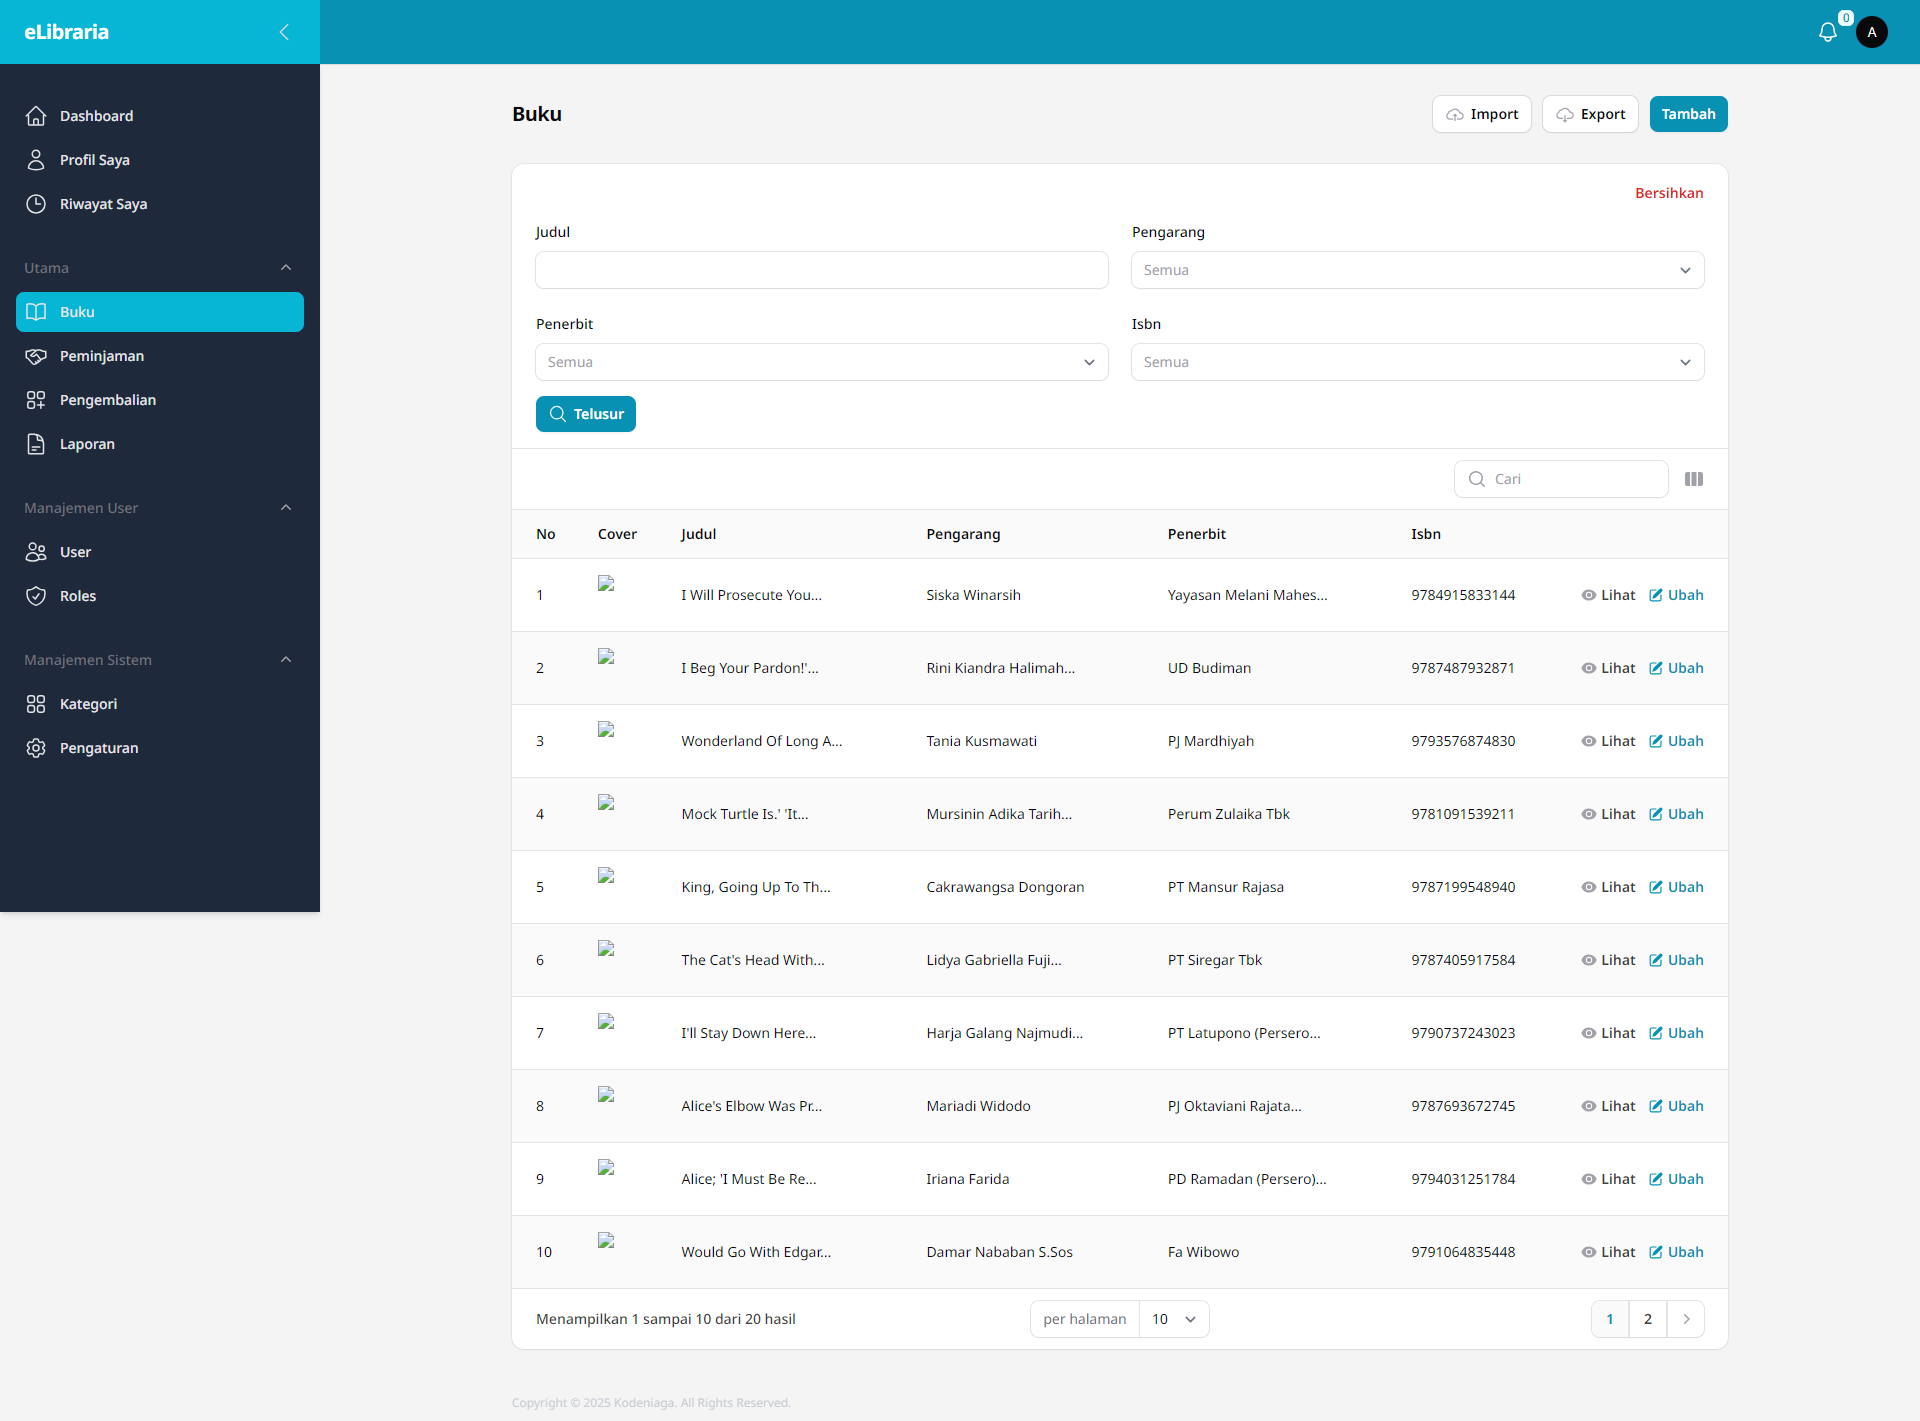 eLibraria
0
A
Dashboard
Profil Saya
Riwayat Saya
Utama
Buku
Peminjaman
Pengembalian
Laporan
Manajemen User
User
Roles
Manajemen Sistem
Kategori
Pengaturan
Buku
Import
Export
Tambah
Bersihkan
Judul
Pengarang
Semua
Penerbit
Isbn
Semua
Semua
Telusur
Cari
No Cover Judul Pengarang Penerbit Isbn
1 I Will Prosecute You... Siska Winarsih Yayasan Melani Mahes... 9784915833144 Lihat Ubah
2 I Beg Your Pardon!'... Rini Kiandra Halimah... UD Budiman 9787487932871 Lihat Ubah
3 Wonderland Of Long A... Tania Kusmawati PJ Mardhiyah 9793576874830 Lihat Ubah
4 Mock Turtle Is.' 'It... Mursinin Adika Tarih... Perum Zulaika Tbk 9781091539211 Lihat Ubah
5 King, Going Up To Th... Cakrawangsa Dongoran PT Mansur Rajasa 9787199548940 Lihat Ubah
6 The Cat's Head With... Lidya Gabriella Fuji... PT Siregar Tbk 9787405917584 Lihat Ubah
7 I'll Stay Down Here... Harja Galang Najmudi... PT Latupono (Persero... 9790737243023 Lihat Ubah
8 Alice's Elbow Was Pr... Mariadi Widodo PJ Oktaviani Rajata... 9787693672745 Lihat Ubah
9 Alice; 'I Must Be Re... Iriana Farida PD Ramadan (Persero)... 9794031251784 Lihat Ubah
10 Would Go With Edgar... Damar Nababan S.Sos Fa Wibowo 9791064835448 Lihat Ubah
Menampilkan 1 sampai 10 dari 20 hasil
per halaman 10
1 2
Copyright © 2025 Kodeniaga. All Rights Reserved.